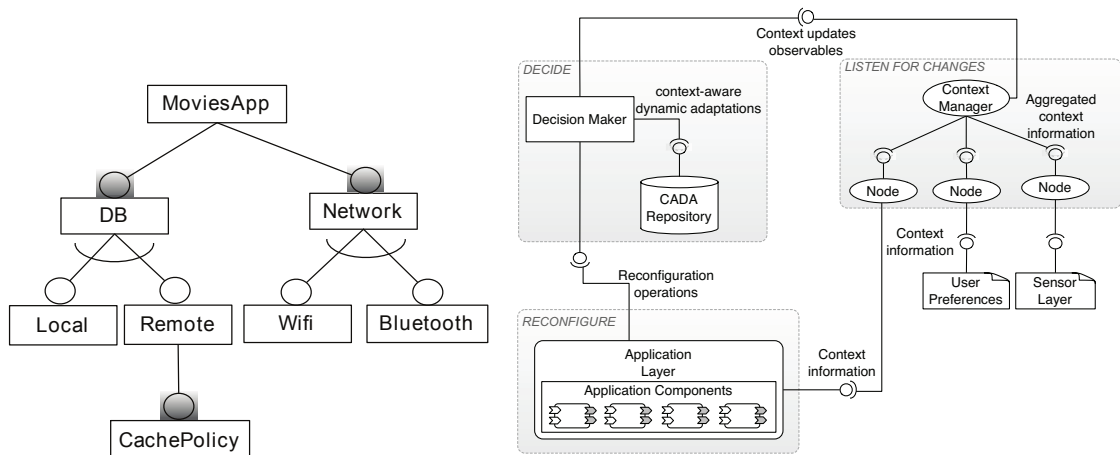 MoviesApp
DB
Network
Local
Remote
Wifi
Bluetooth
CachePolicy
Context updates
observables
DECIDE
context-aware
dynamic adaptations
Decision Maker
CADA
Repository
LISTEN FOR CHANGES
Context
Manager
Aggregated
context
information
Node
Node
Node
Context
information
User
Preferences
Sensor
Layer
Reconfiguration
operations
RECONFIGURE
Application
Layer
Application Components
Context
information